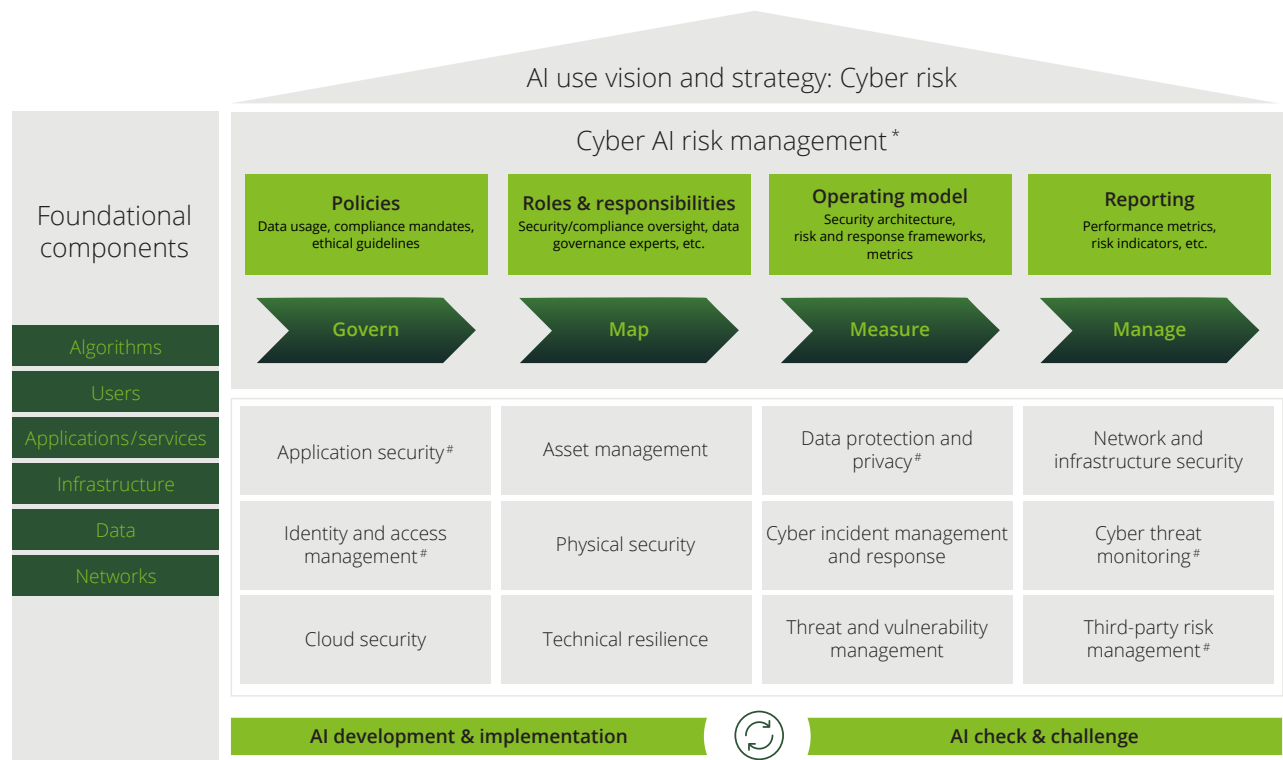 AI use vision and strategy: Cyber risk
Foundational
components
Algorithms
Users
Applications/services
Infrastructure
Data
Networks
Cyber AI risk management*
Policies
Data usage, compliance mandates,
ethical guidelines
Roles & responsibilities
Security/compliance oversight, data
governance experts, etc.
Operating model
Security architecture,
risk and response frameworks,
metrics
Reporting
Performance metrics,
risk indicators, etc.
Govern
Map
Measure
Manage
Application security#
Asset management
Data protection and
privacy#
Network and
infrastructure security
Identity and access
management#
Physical security
Cyber incident management
and response
Cyber threat
monitoring#
Cloud security
Technical resilience
Threat and vulnerability
management
Third-party risk
management#
AI development & implementation
AI check & challenge